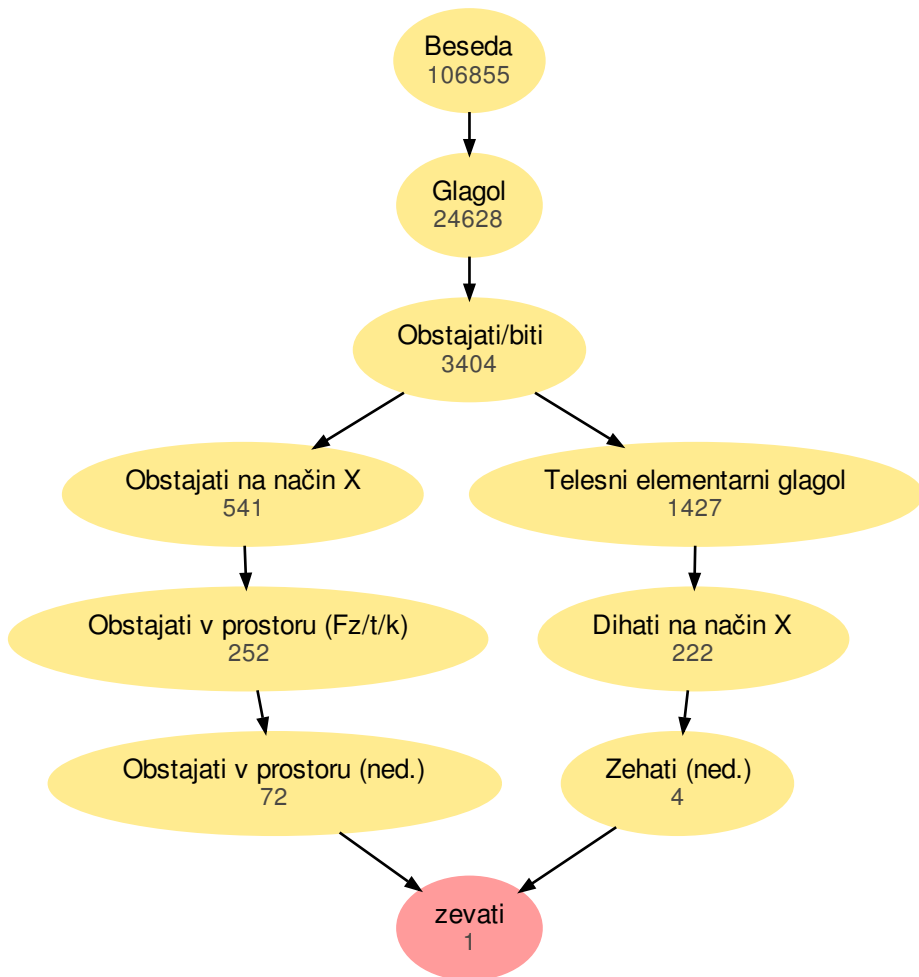 Beseda
106855
Glagol
24628
Obstajati/biti
3404
Obstajati na način X
541
Telesni elementarni glagol
1427
Obstajati v prostoru (Fz/t/k)
252
Dihati na način X
222
Obstajati v prostoru (ned.)
72
Zehati (ned.)
4
zevati
1